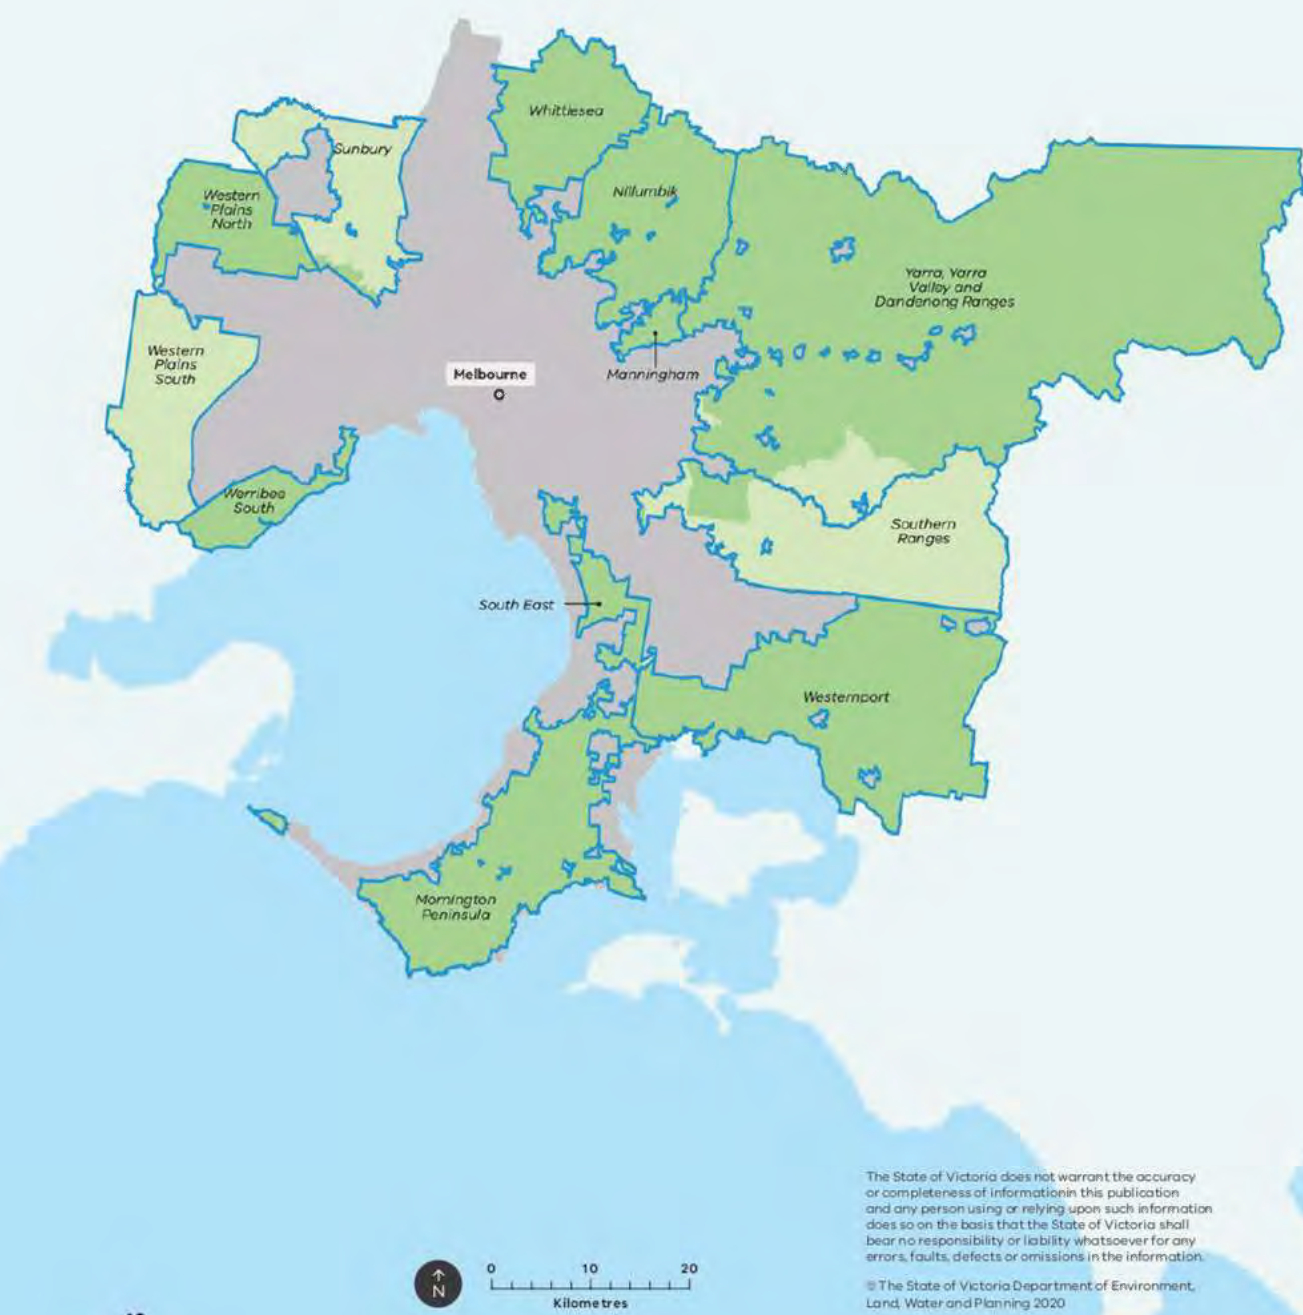 Whittlesea
Sunbury
Nillumbik
Western
Plains
North
Yarra, Yarra
Valley and
Dandenong Ranges
Western
Plains
South
Melbourne
Manningham
Werribee
South
Southern
Ranges
South East
Westernport
Mornington
Peninsula
The State of Victoria does not warrant the accuracy
or completeness of informationin this publication
and any person using or relying upon such information
does so on the basis that the State of Victoria shall
bear no responsibility or liability whatsoever for any
errors, faults, defects or omissions in the information.
© The State of Victoria Department of Environment,
Land, Water and Planning 2020
N
0 10 20
Kilometres